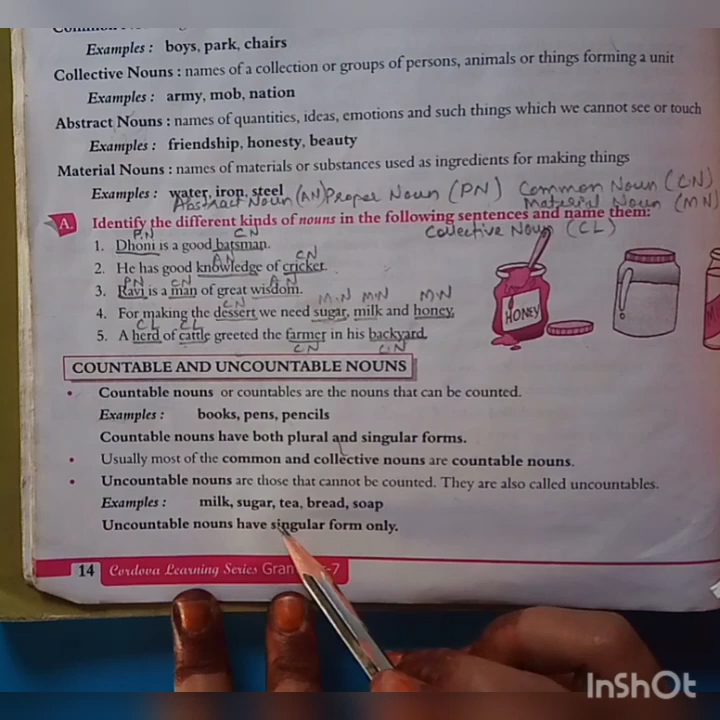 Common
Examples : boys, park, chairs
Collective Nouns : names of a collection or groups of persons, animals or things forming a unit
Examples : army, mob, nation
Abstract Nouns : names of quantities, ideas, emotions and such things which we cannot see or touch
Examples : friendship, honesty, beauty
Material Nouns : names of materials or substances used as ingredients for making things
Examples : water, iron, steel
Abstract Noun (AN) Proper Noun (PN) Common Noun (CN)
Material Noun (MN)
A. Identify the different kinds of nouns in the following sentences and name them:
Collective Noun (CL)
P.N CN
1. Dhoni is a good batsman.
A.N CN
2. He has good knowledge of cricket.
PN CN A.N
3. Ravi is a man of great wisdom.
CN M.N M.N M.N
4. For making the dessert we need sugar, milk and honey.
CL CL
5. A herd of cattle greeted the farmer in his backyard.
CN C.N
HONEY
COUNTABLE AND UNCOUNTABLE NOUNS
• Countable nouns or countables are the nouns that can be counted.
Examples : books, pens, pencils
Countable nouns have both plural and singular forms.
• Usually most of the common and collective nouns are countable nouns.
• Uncountable nouns are those that cannot be counted. They are also called uncountables.
Examples : milk, sugar, tea, bread, soap
Uncountable nouns have singular form only.
14 Cordova Learning Series
InShOt